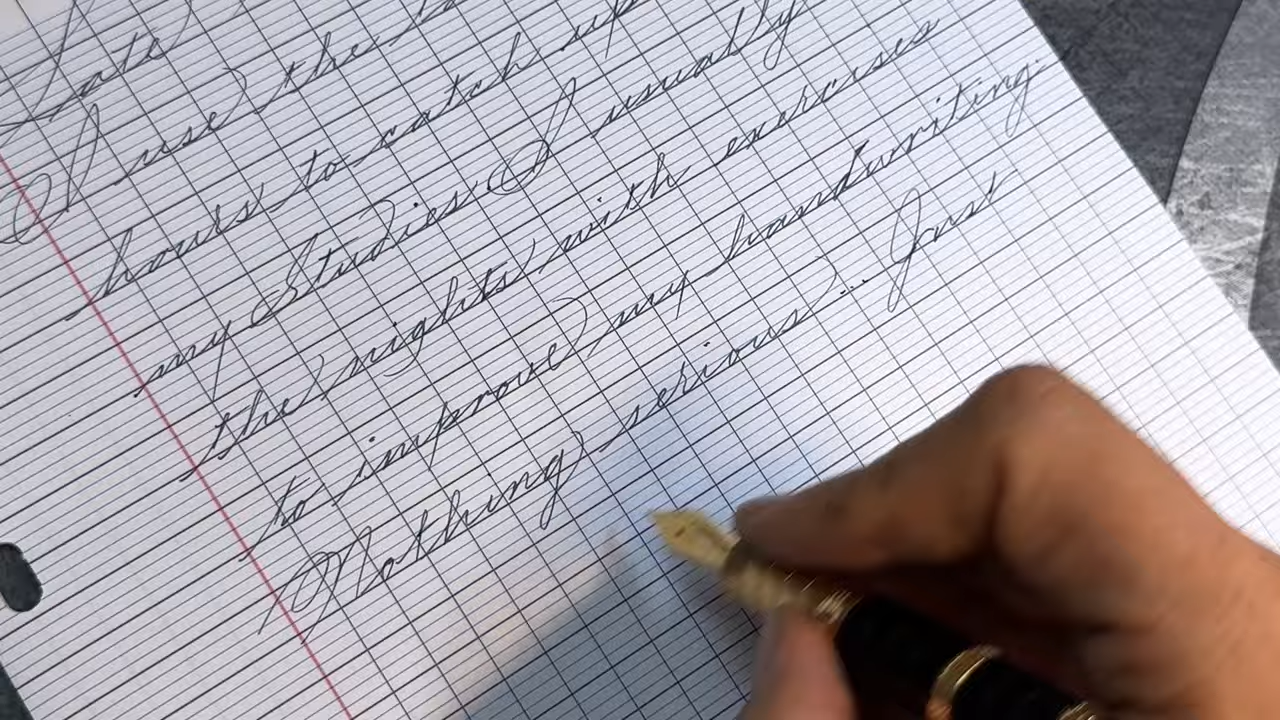 Late
I use the
hours to catch up
my Studies I usually
the nights with exercises
to improve my handwriting.
Nothing serious... Just